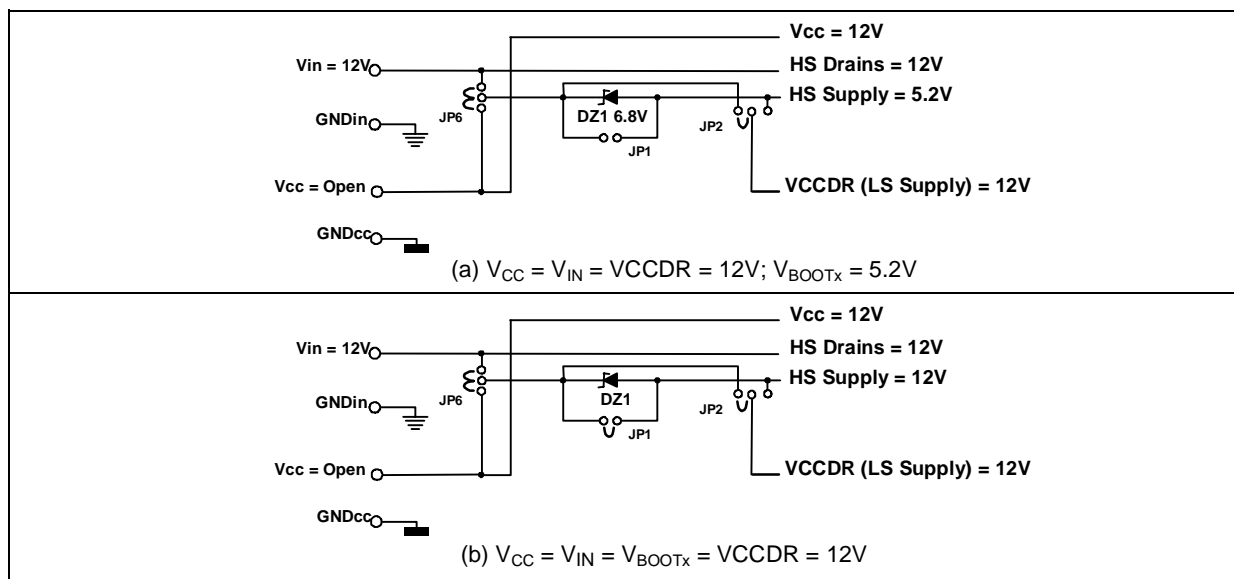 Vcc = 12V
Vin = 12V
HS Drains = 12V
HS Supply = 5.2V
DZ1 6.8V
JP6
JP2
GNDin
JP1
Vcc = Open
VCCDR (LS Supply) = 12V
GNDcc
(a) VCC = VIN = VCCDR = 12V; VBOOTx = 5.2V
Vcc = 12V
Vin = 12V
HS Drains = 12V
HS Supply = 12V
DZ1
JP6
JP2
GNDin
JP1
Vcc = Open
VCCDR (LS Supply) = 12V
GNDcc
(b) VCC = VIN = VBOOTx = VCCDR = 12V